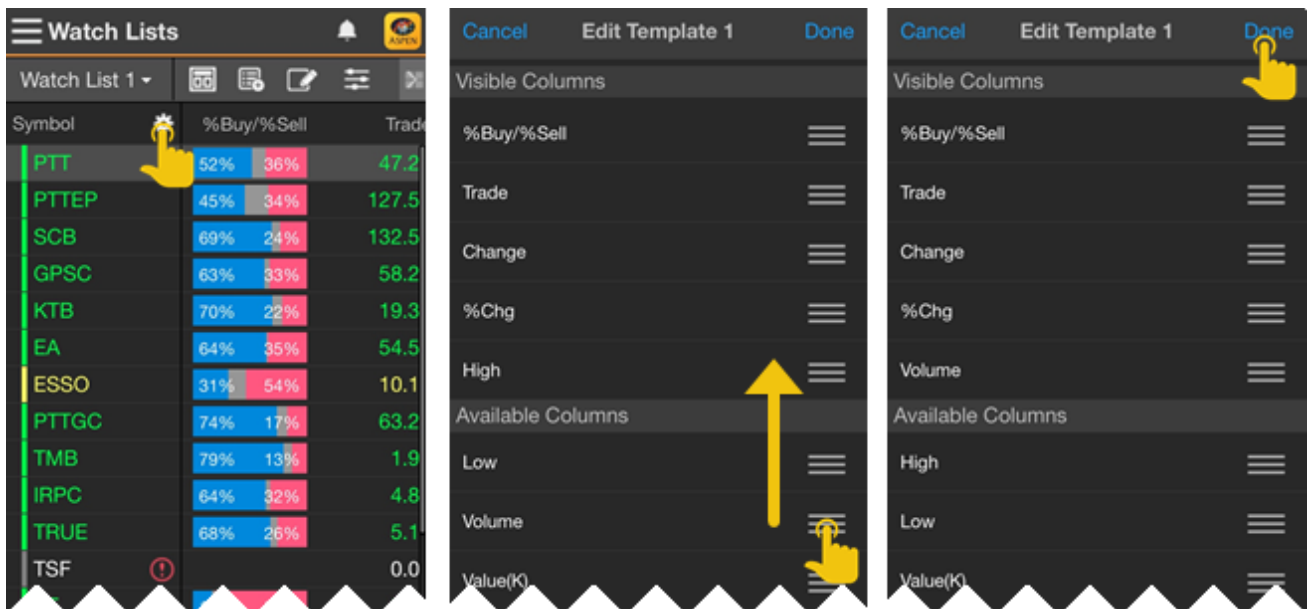 Watch Lists
ASPEN
Watch List 1
Symbol %Buy/%Sell Trade
PTT 52% 36% 47.2
PTTEP 45% 34% 127.5
SCB 69% 24% 132.5
GPSC 63% 33% 58.2
KTB 70% 22% 19.3
EA 64% 35% 54.5
ESSO 31% 54% 10.1
PTTGC 74% 17% 63.2
TMB 79% 13% 1.9
IRPC 64% 32% 4.8
TRUE 68% 26% 5.1
TSF 0.0
Cancel Edit Template 1 Done
Visible Columns
%Buy/%Sell
Trade
Change
%Chg
High
Available Columns
Low
Volume
Value(K)
Cancel Edit Template 1 Done
Visible Columns
%Buy/%Sell
Trade
Change
%Chg
Volume
Available Columns
High
Low
Value(K)